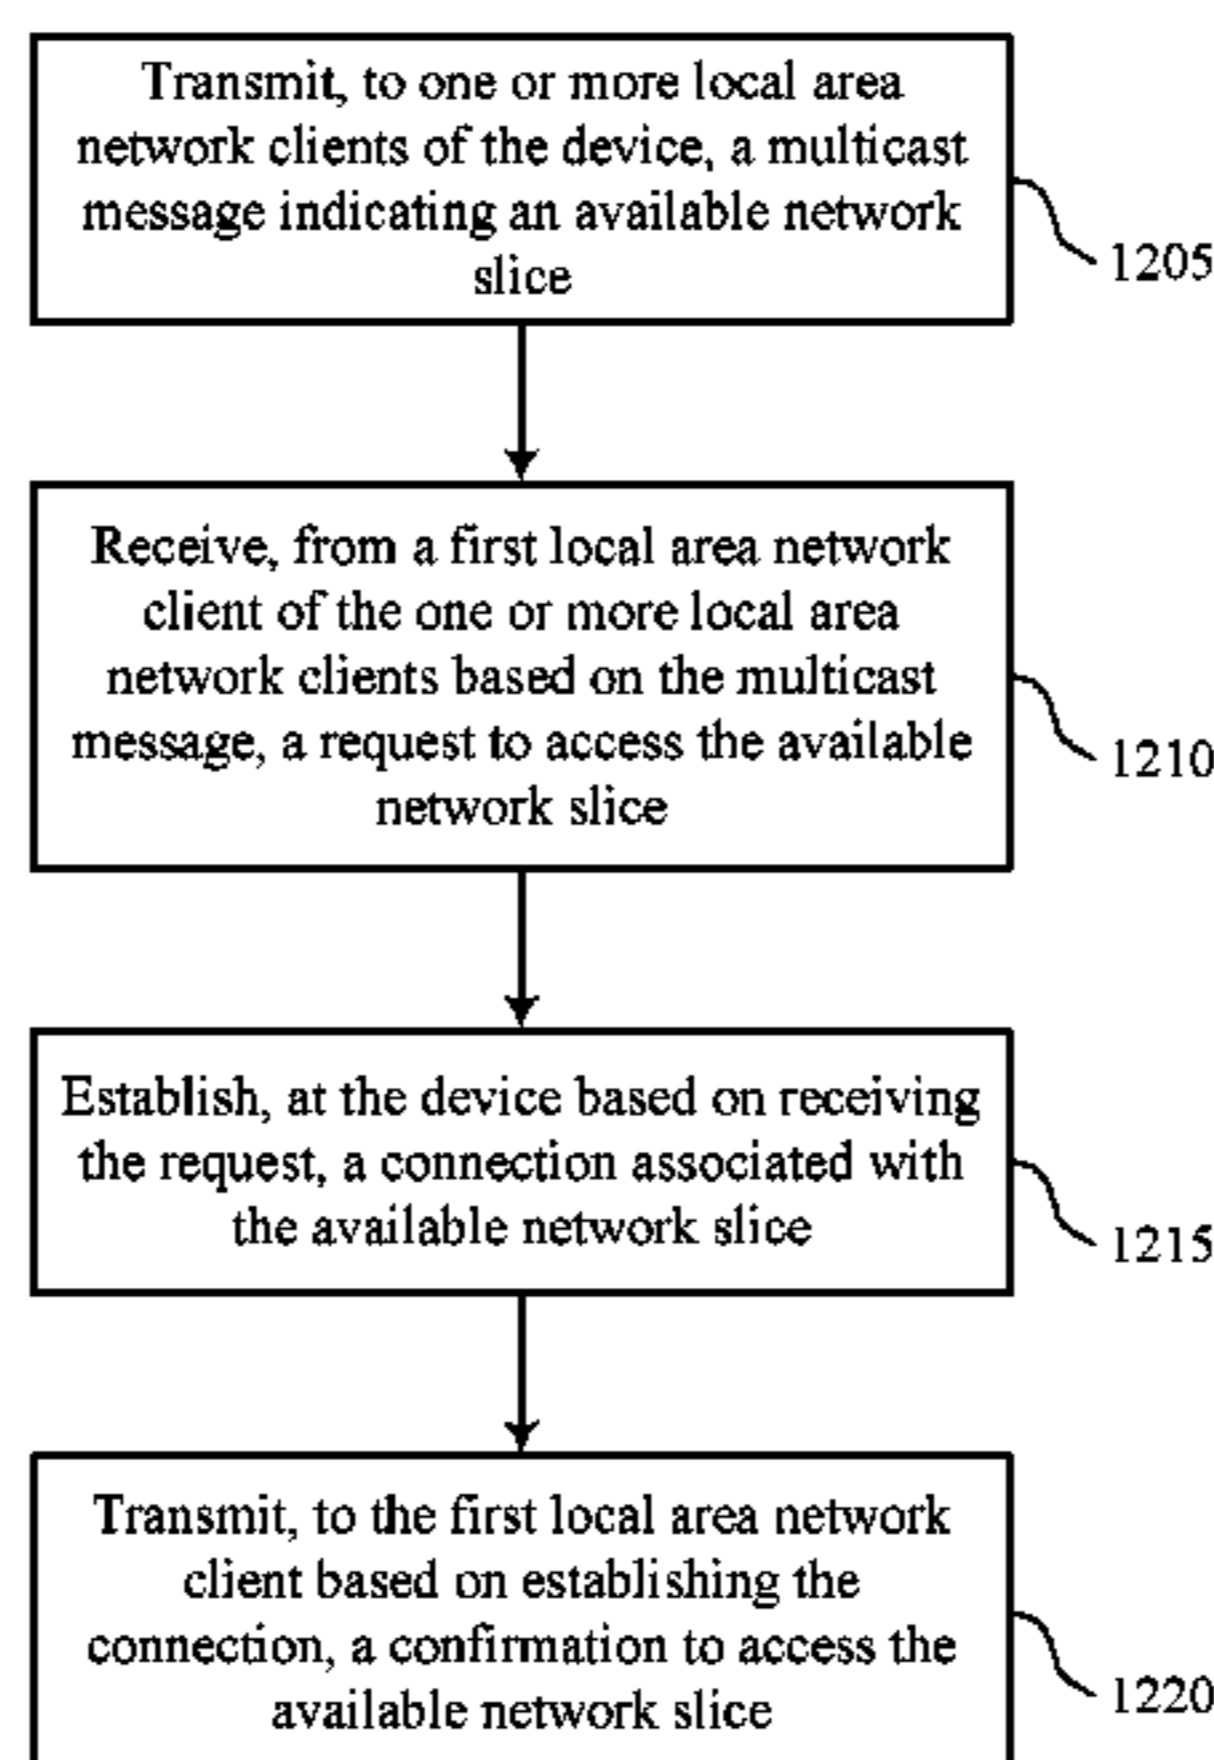 Transmit, to one or more local area
network clients of the device, a multicast
message indicating an available network
slice
1205
Receive, from a first local area network
client of the one or more local area
network clients based on the multicast
message, a request to access the available
network slice
1210
Establish, at the device based on receiving
the request, a connection associated with
the available network slice
1215
Transmit, to the first local area network
client based on establishing the
connection, a confirmation to access the
available network slice
1220